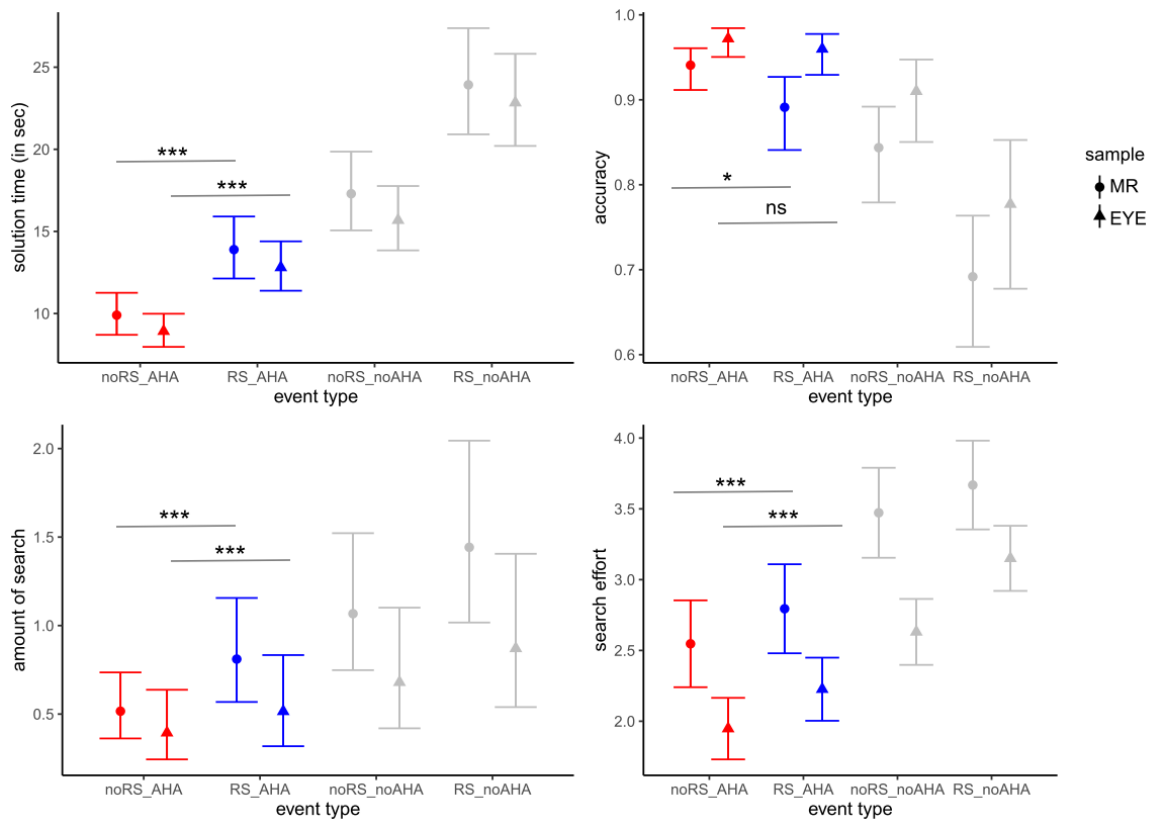 solution time (in sec)
25
20
15
10
***
***
noRS_AHA RS_AHA noRS_noAHA RS_noAHA
event type
accuracy
1.0
0.9
0.8
0.7
0.6
*
ns
noRS_AHA RS_AHA noRS_noAHA RS_noAHA
event type
sample
MR
EYE
amount of search
2.0
1.5
1.0
0.5
***
***
noRS_AHA RS_AHA noRS_noAHA RS_noAHA
event type
search effort
4.0
3.5
3.0
2.5
2.0
***
***
noRS_AHA RS_AHA noRS_noAHA RS_noAHA
event type